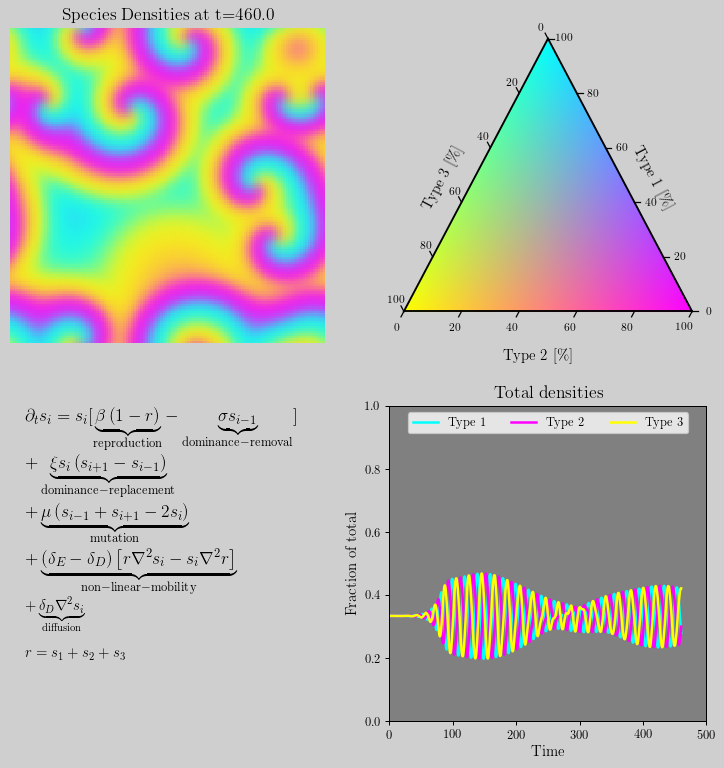 Species Densities at t=460.0
0
100
20
80
40
60
Type 3 [%]
Type 1 [%]
60
40
80
20
100
0
0
20
40
60
80
100
Type 2 [%]
∂ₜsᵢ = sᵢ[β (1 − r) − σsᵢ₋₁ ]
reproduction dominance−removal
+ ξsᵢ (sᵢ₊₁ − sᵢ₋₁)
dominance−replacement
+ μ (sᵢ₋₁ + sᵢ₊₁ − 2sᵢ)
mutation
+ (δ_E − δ_D) [r∇²sᵢ − sᵢ∇²r]
non−linear−mobility
+ δ_D∇²sᵢ
diffusion
r = s₁ + s₂ + s₃
Total densities
Type 1 Type 2 Type 3
1.0
0.8
0.6
0.4
0.2
0.0
Fraction of total
0 100 200 300 400 500
Time